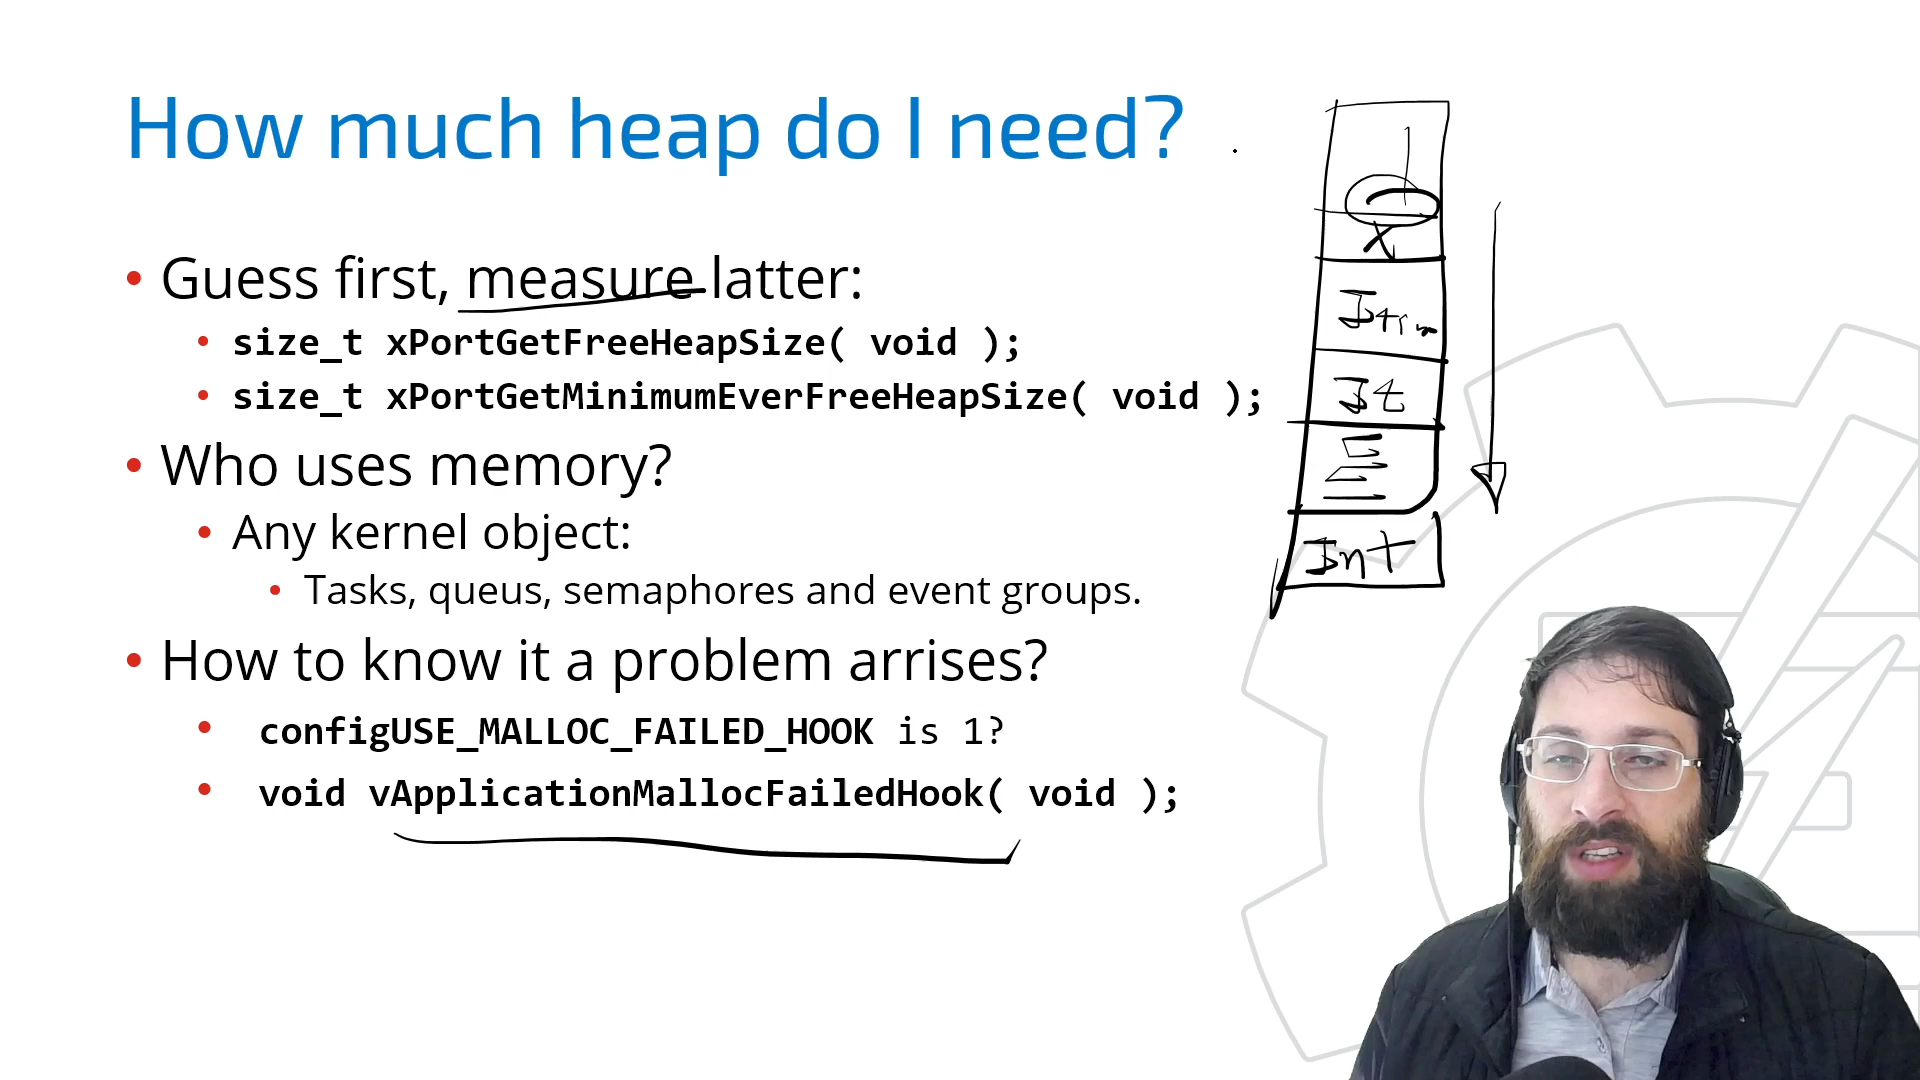 How much heap do I need?
• Guess first, measure latter:
• size_t xPortGetFreeHeapSize( void );
• size_t xPortGetMinimumEverFreeHeapSize( void );
• Who uses memory?
• Any kernel object:
• Tasks, queus, semaphores and event groups.
• How to know it a problem arrises?
• configUSE_MALLOC_FAILED_HOOK is 1?
• void vApplicationMallocFailedHook( void );
x
Int